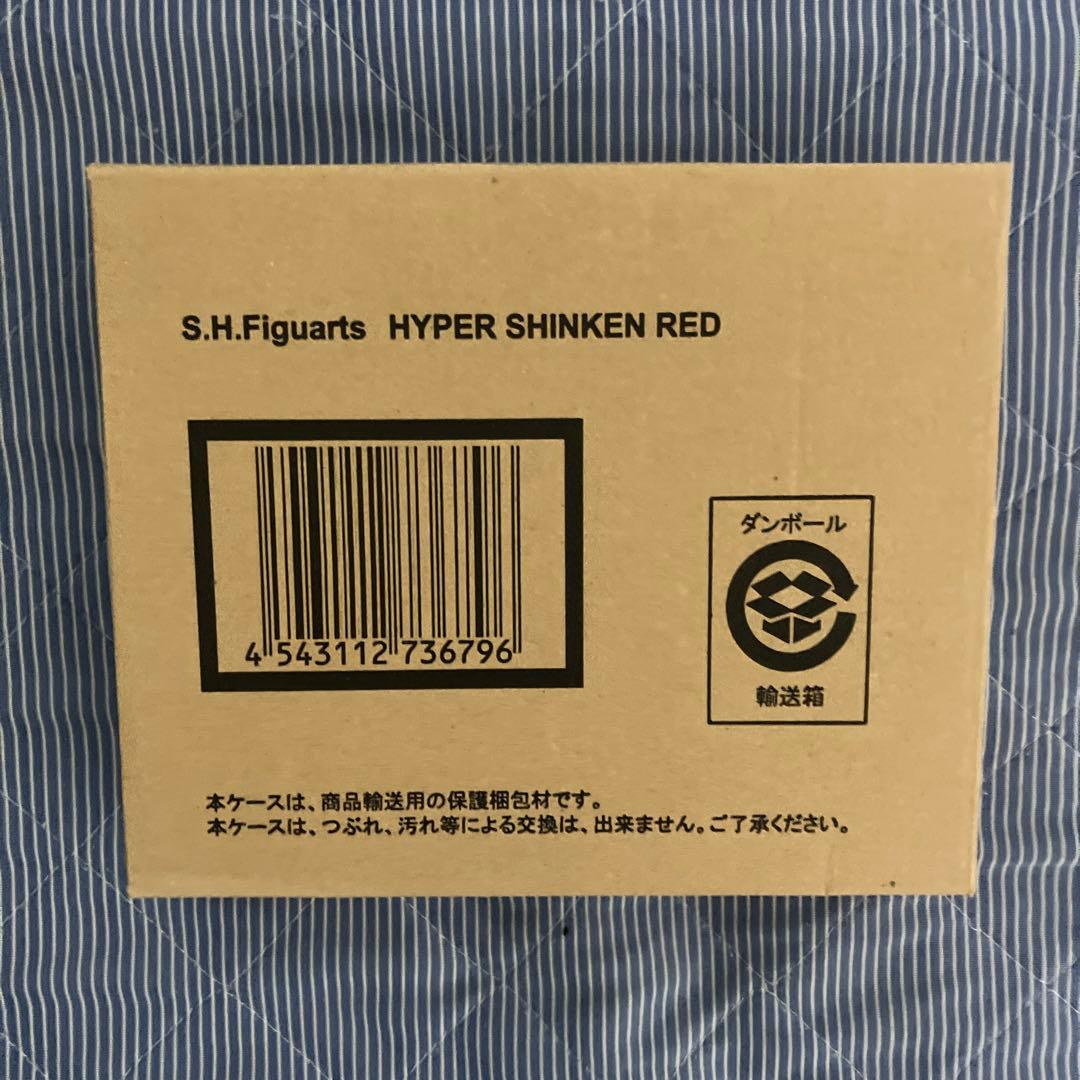 S.H.Figuarts HYPER SHINKEN RED
4 543112 736796
ダンボール
輸送箱
本ケースは、商品輸送用の保護梱包材です。
本ケースは、つぶれ、汚れ等による交換は、出来ません。ご了承ください。